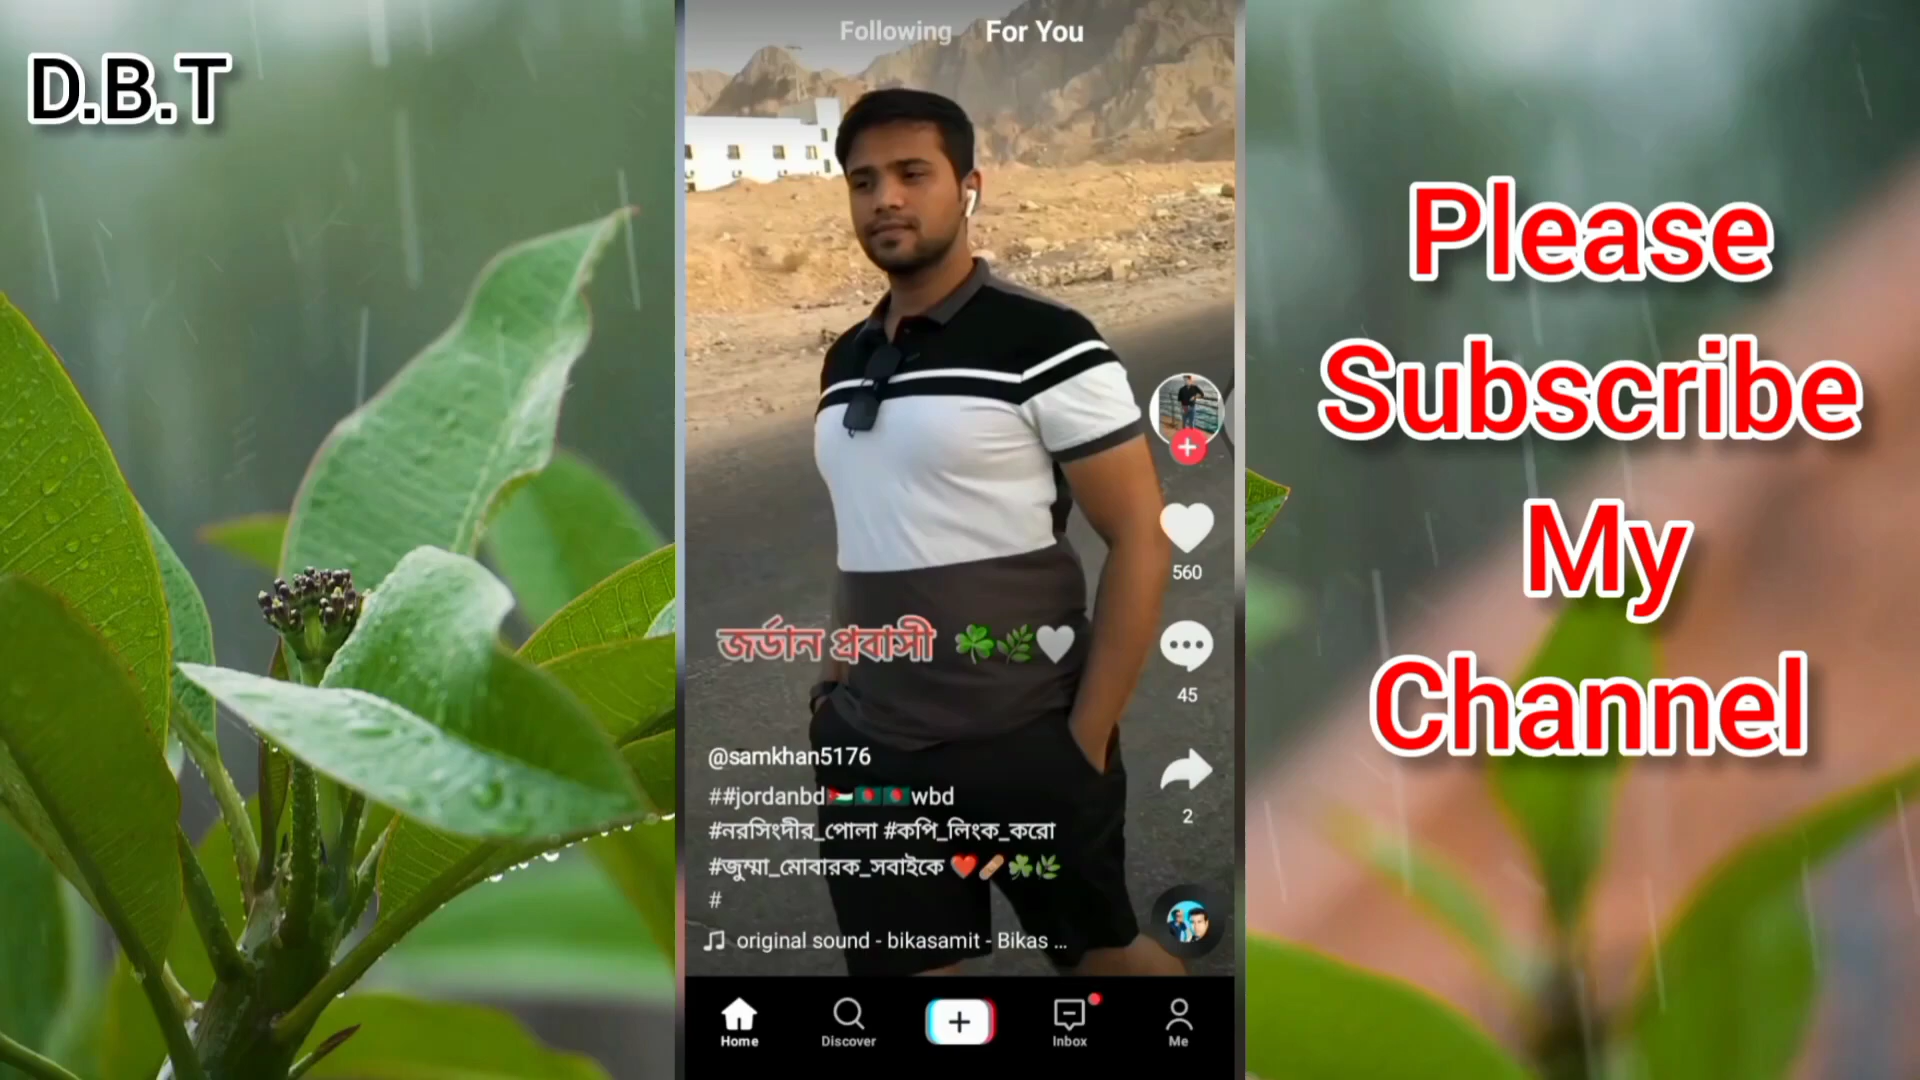 D.B.T
Following For You
560
জর্ডান প্রবাসী ☘️🌿🤍
45
@samkhan5176
##jordanbd🇯🇴🇧🇩🇧🇩wbd
#নরসিংদীর_পোলা #কপি_লিংক_করো
#জুম্মা_মোবারক_সবাইকে ❤️🩹☘️🌿
#
2
original sound - bikasamit - Bikas ...
Home Discover Inbox Me
Please
Subscribe
My
Channel